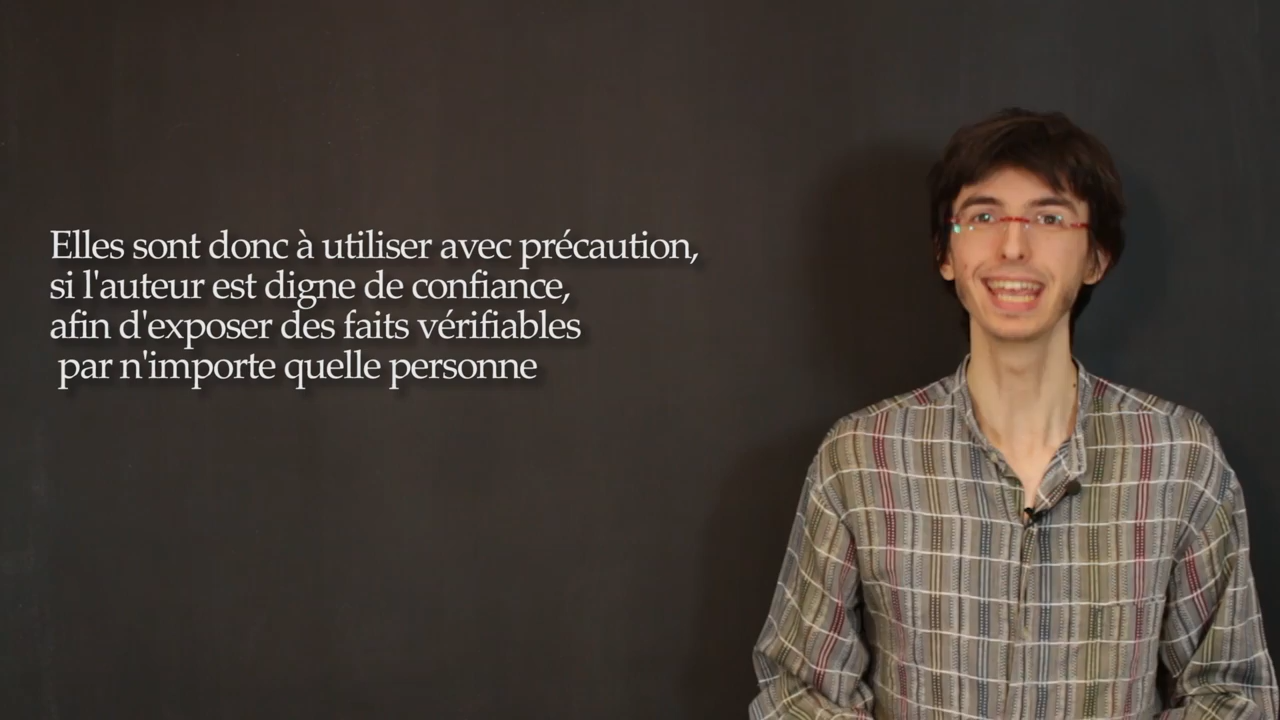 Elles sont donc à utiliser avec précaution,
si l'auteur est digne de confiance,
afin d'exposer des faits vérifiables
par n'importe quelle personne